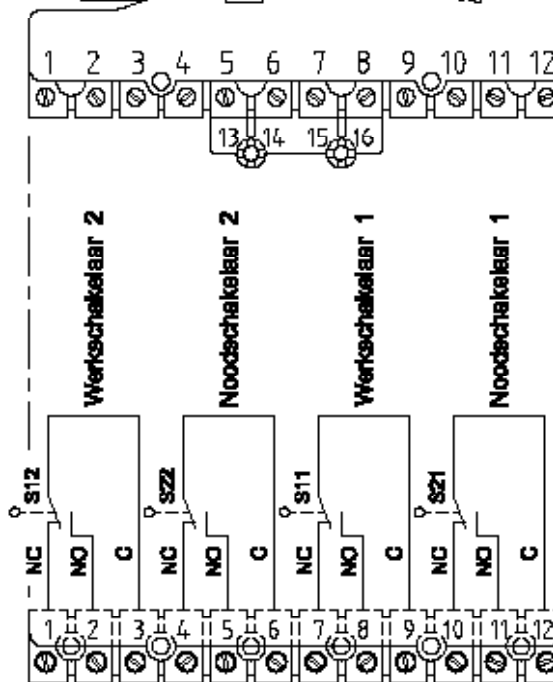 1 2 3 4 5 6 7 8 9 10 11 12
13 14 15 16
Werkschakelaar 2
Noodschakelaar 2
Werkschakelaar 1
Noodschakelaar 1
S12
S22
S11
S21
NC NO C NC NO C NC NO C NC NO C
1 2 3 4 5 6 7 8 9 10 11 12